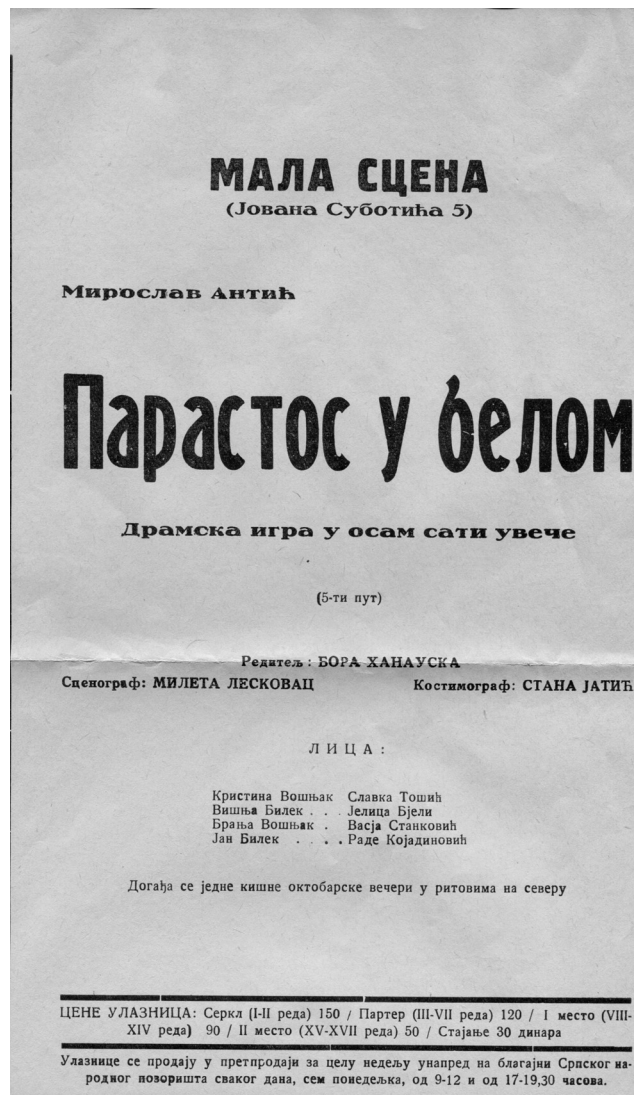 МАЛА СЦЕНА
(Јована Суботића 5)
Мирослав Антић
Парастос у белом
Драмска игра у осам сати увече
(5-ти пут)
Редитељ: БОРА ХАНАУСКА
Сценограф: МИЛЕТА ЛЕСКОВАЦ Костимограф: СТАНА ЈАТИЋ
ЛИЦА:
Кристина Вошњак Славка Тошић
Вишња Билек . . . Јелица Бјели
Брања Вошњак . Васја Станковић
Јан Билек . . . . Раде Којадиновић
Догађа се једне кишне октобарске вечери у ритовима на северу
ЦЕНЕ УЛАЗНИЦА: Серкл (I-II реда) 150 / Партер (III-VII реда) 120 / I место (VIII-
XIV реда) 90 / II место (XV-XVII реда) 50 / Стајање 30 динара
Улазнице се продају у претпродаји за целу недељу унапред на благајни Српског на-
родног позоришта сваког дана, сем понедељка, од 9-12 и од 17-19,30 часова.